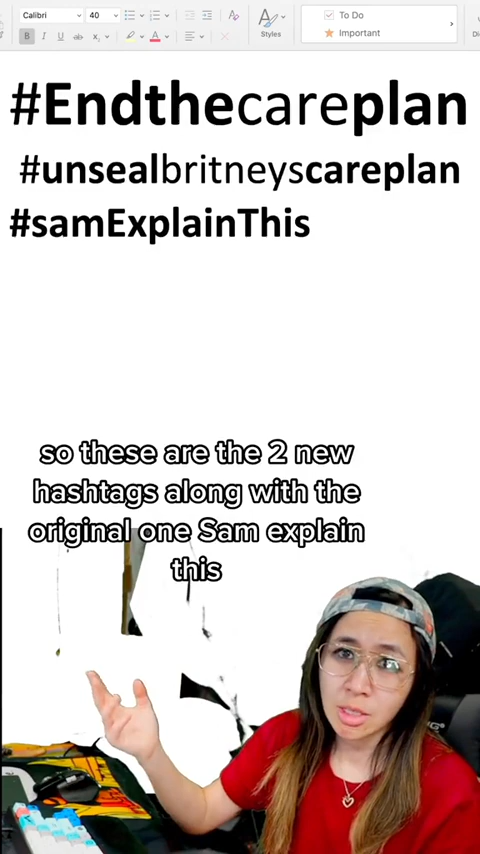 Calibri
40
To Do
B I U ab x A
Styles
Important
#Endthecareplan
#unsealbritneyscareplan
#samExplainThis
so these are the 2 new
hashtags along with the
original one Sam explain
this